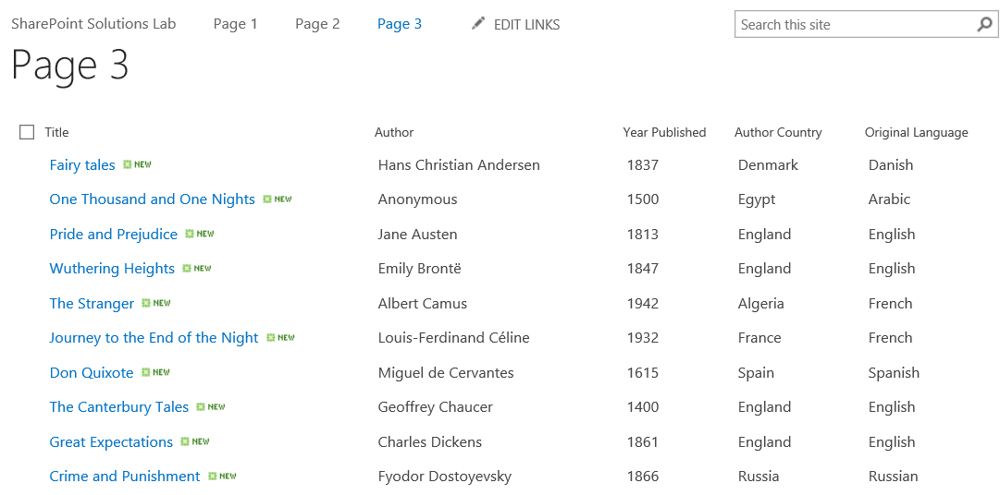 SharePoint Solutions Lab Page 1 Page 2 Page 3 EDIT LINKS Search this site
Page 3
Title Author Year Published Author Country Original Language
Fairy tales NEW Hans Christian Andersen 1837 Denmark Danish
One Thousand and One Nights NEW Anonymous 1500 Egypt Arabic
Pride and Prejudice NEW Jane Austen 1813 England English
Wuthering Heights NEW Emily Brontë 1847 England English
The Stranger NEW Albert Camus 1942 Algeria French
Journey to the End of the Night NEW Louis-Ferdinand Céline 1932 France French
Don Quixote NEW Miguel de Cervantes 1615 Spain Spanish
The Canterbury Tales NEW Geoffrey Chaucer 1400 England English
Great Expectations NEW Charles Dickens 1861 England English
Crime and Punishment NEW Fyodor Dostoyevsky 1866 Russia Russian